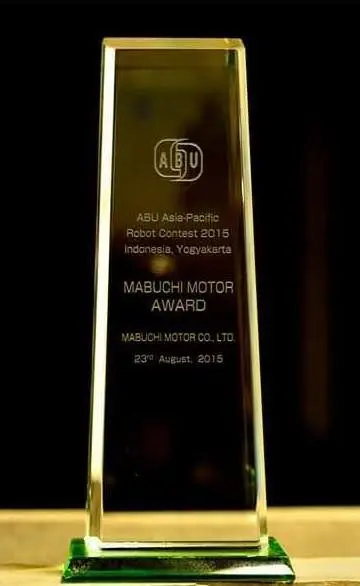 ABU
ABU Asia-Pacific
Robot Contest 2015
Indonesia, Yogyakarta
MABUCHI MOTOR
AWARD
MABUCHI MOTOR CO., LTD.
23rd August, 2015